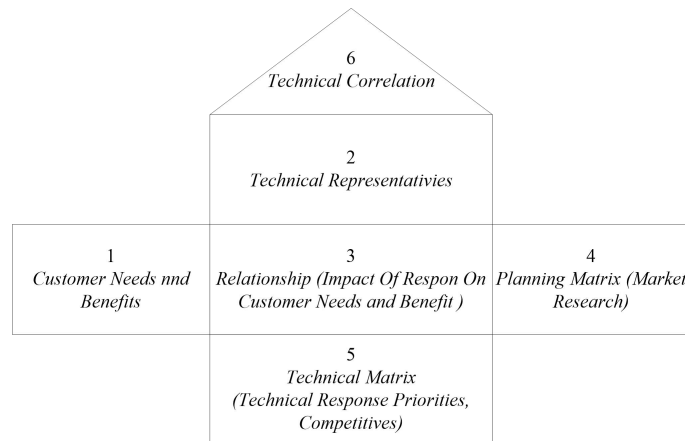 6
Technical Correlation
2
Technical Representativies
1
Customer Needs nnd
Benefits
3
Relationship (Impact Of Respon On
Customer Needs and Benefit )
4
Planning Matrix (Market
Research)
5
Technical Matrix
(Technical Response Priorities,
Competitives)